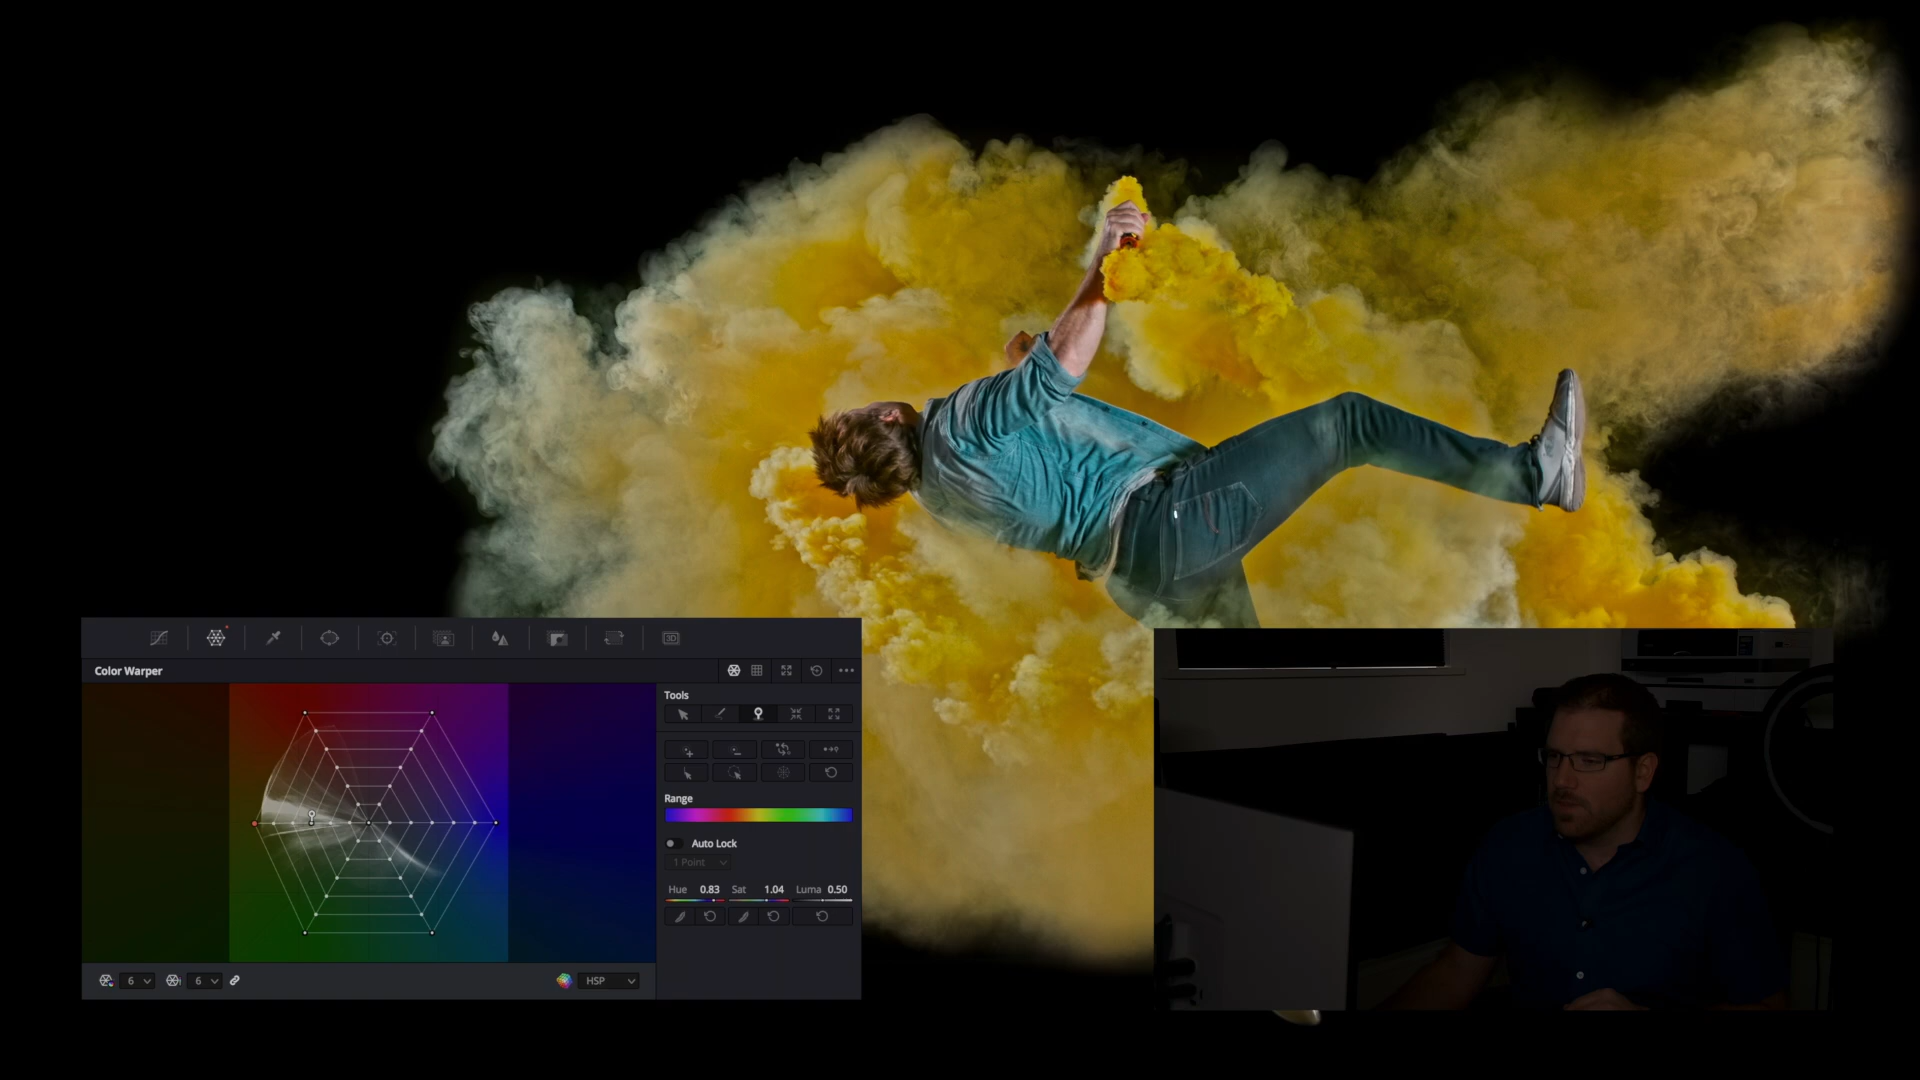 3D
Color Warper
Tools
Range
Auto Lock
1 Point
Hue 0.83 Sat 1.04 Luma 0.50
6 6 HSP